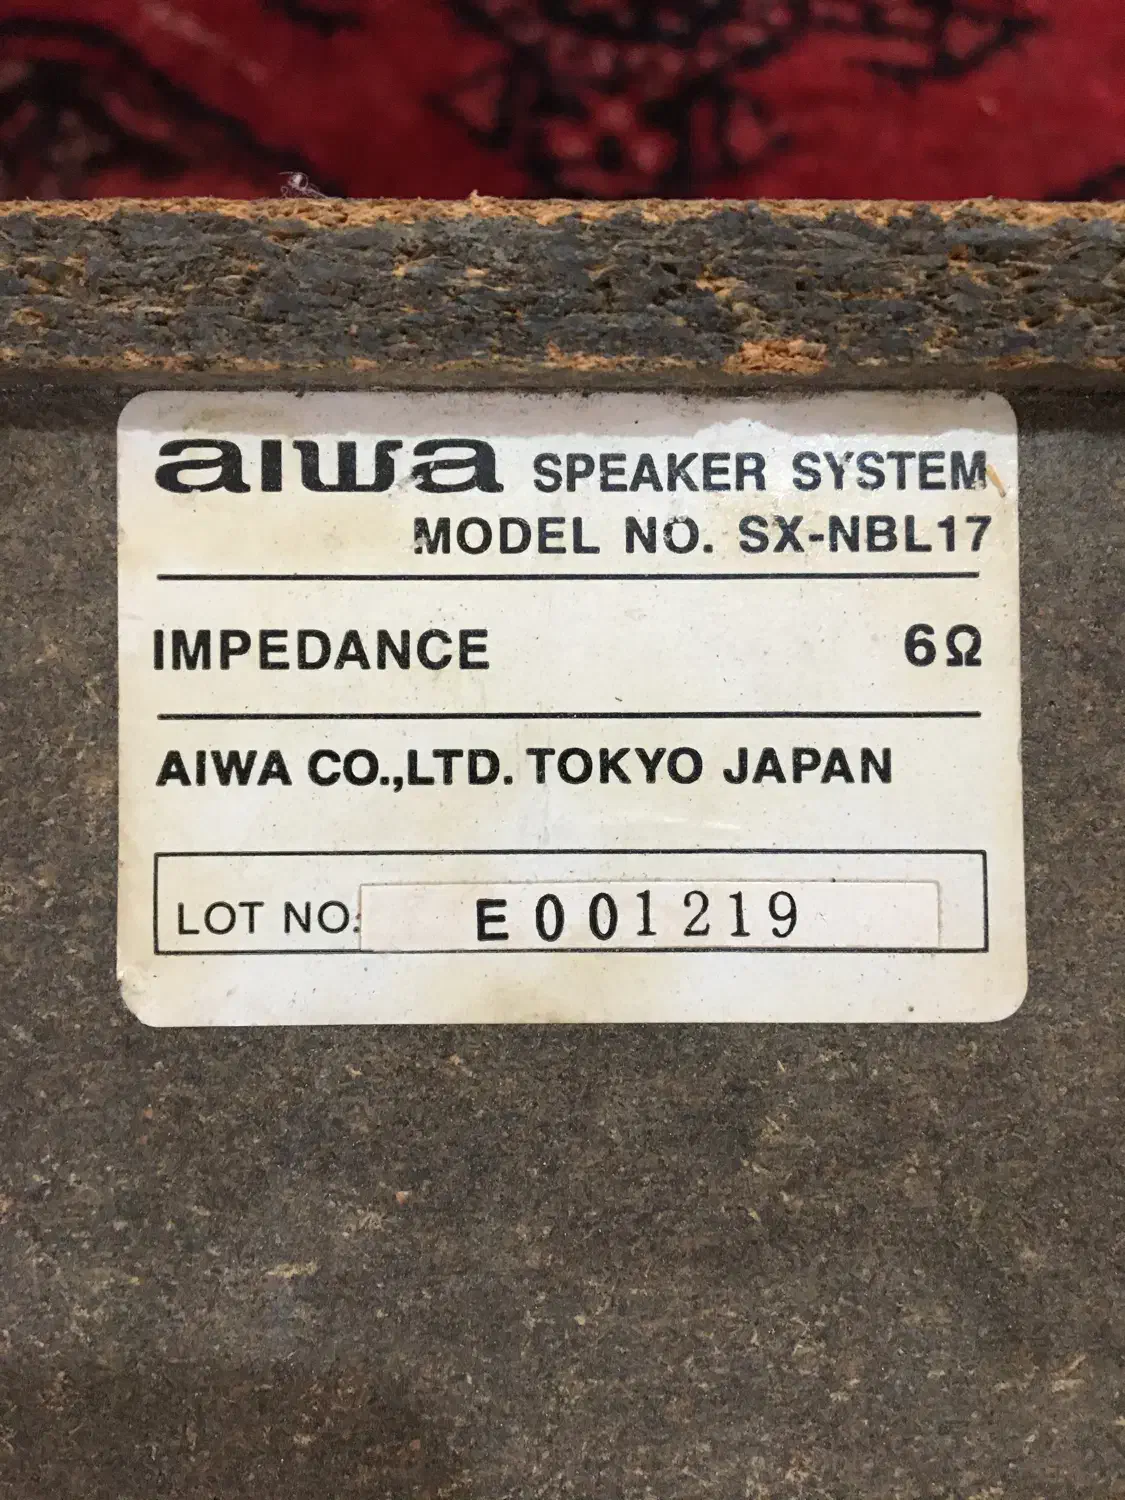 aiwa SPEAKER SYSTEM
MODEL NO. SX-NBL17
IMPEDANCE 6Ω
AIWA CO.,LTD. TOKYO JAPAN
LOT NO. E001219